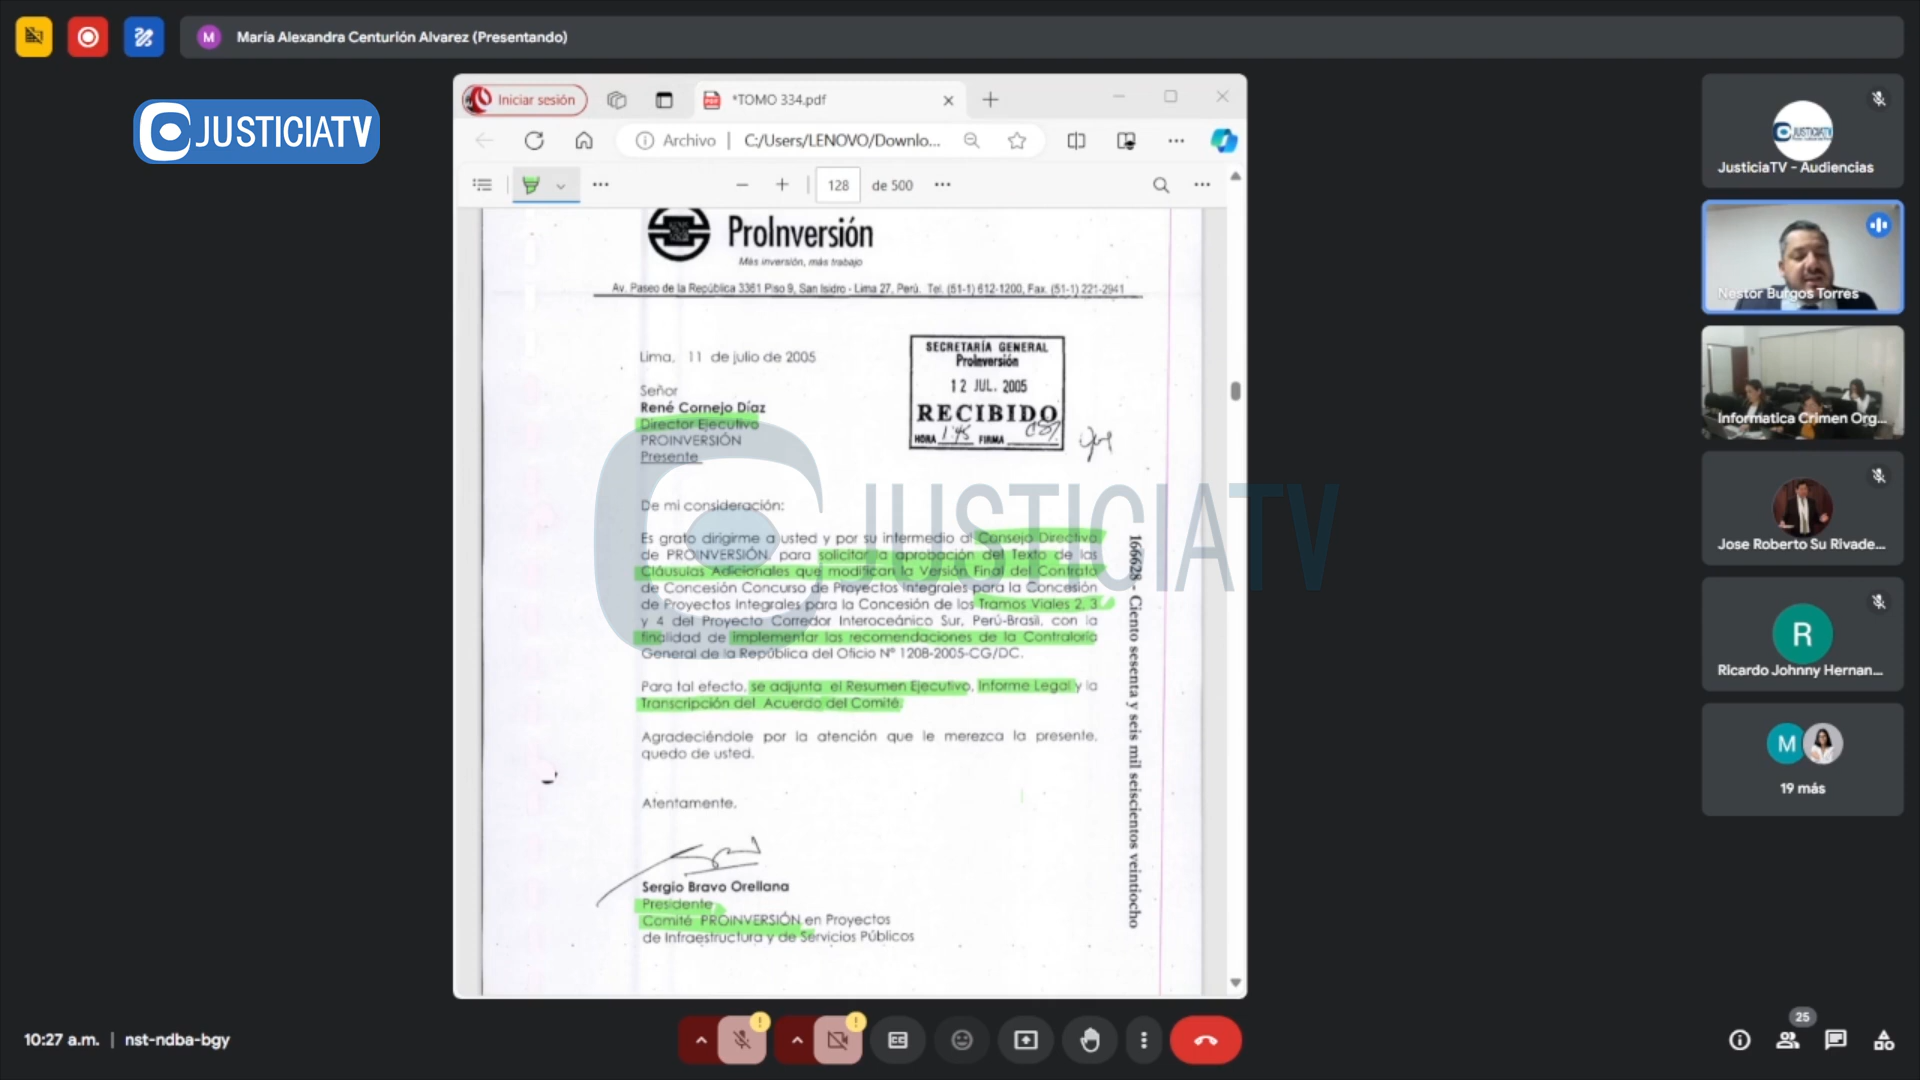 M María Alexandra Centurión Alvarez (Presentando)
JUSTICIATV
Iniciar sesión
*TOMO 334.pdf
Archivo | C:/Users/LENOVO/Downlo...
128 de 500
ProInversión
Más inversión, más trabajo
Av. Paseo de la República 3361 Piso 9, San Isidro - Lima 27, Perú. Tel. (51-1) 612-1200, Fax. (51-1) 221-2941
Lima, 11 de julio de 2005
SECRETARÍA GENERAL
ProInversión
12 JUL. 2005
RECIBIDO
HORA 1:45 FIRMA
Señor
René Cornejo Díaz
Director Ejecutivo
PROINVERSIÓN
Presente
De mi consideración:
Es grato dirigirme a usted y por su intermedio al Consejo Directivo
de PROINVERSIÓN, para solicitar la aprobación del Texto de las
Cláusulas Adicionales que modifican la Versión Final del Contrato
de Concesión Concurso de Proyectos Integrales para la Concesión
de Proyectos Integrales para la Concesión de los Tramos Viales 2, 3
y 4 del Proyecto Corredor Interoceánico Sur, Perú-Brasil, con la
finalidad de implementar las recomendaciones de la Contraloría
General de la República del Oficio Nº 1208-2005-CG/DC.
Para tal efecto, se adjunta el Resumen Ejecutivo, Informe Legal y la
Transcripción del Acuerdo del Comité.
Agradeciéndole por la atención que le merezca la presente,
quedo de usted.
Atentamente,
Sergio Bravo Orellana
Presidente
Comité PROINVERSIÓN en Proyectos
de Infraestructura y de Servicios Públicos
166628 - Ciento sesenta y seis mil seiscientos veintiocho
JUSTICIATV
JUSTICIATV
JusticiaTV - Audiencias
Nestor Burgos Torres
Informatica Crimen Org...
Jose Roberto Su Rivade...
R
Ricardo Johnny Hernan...
M
19 más
10:27 a.m. | nst-ndba-bgy
CC
25